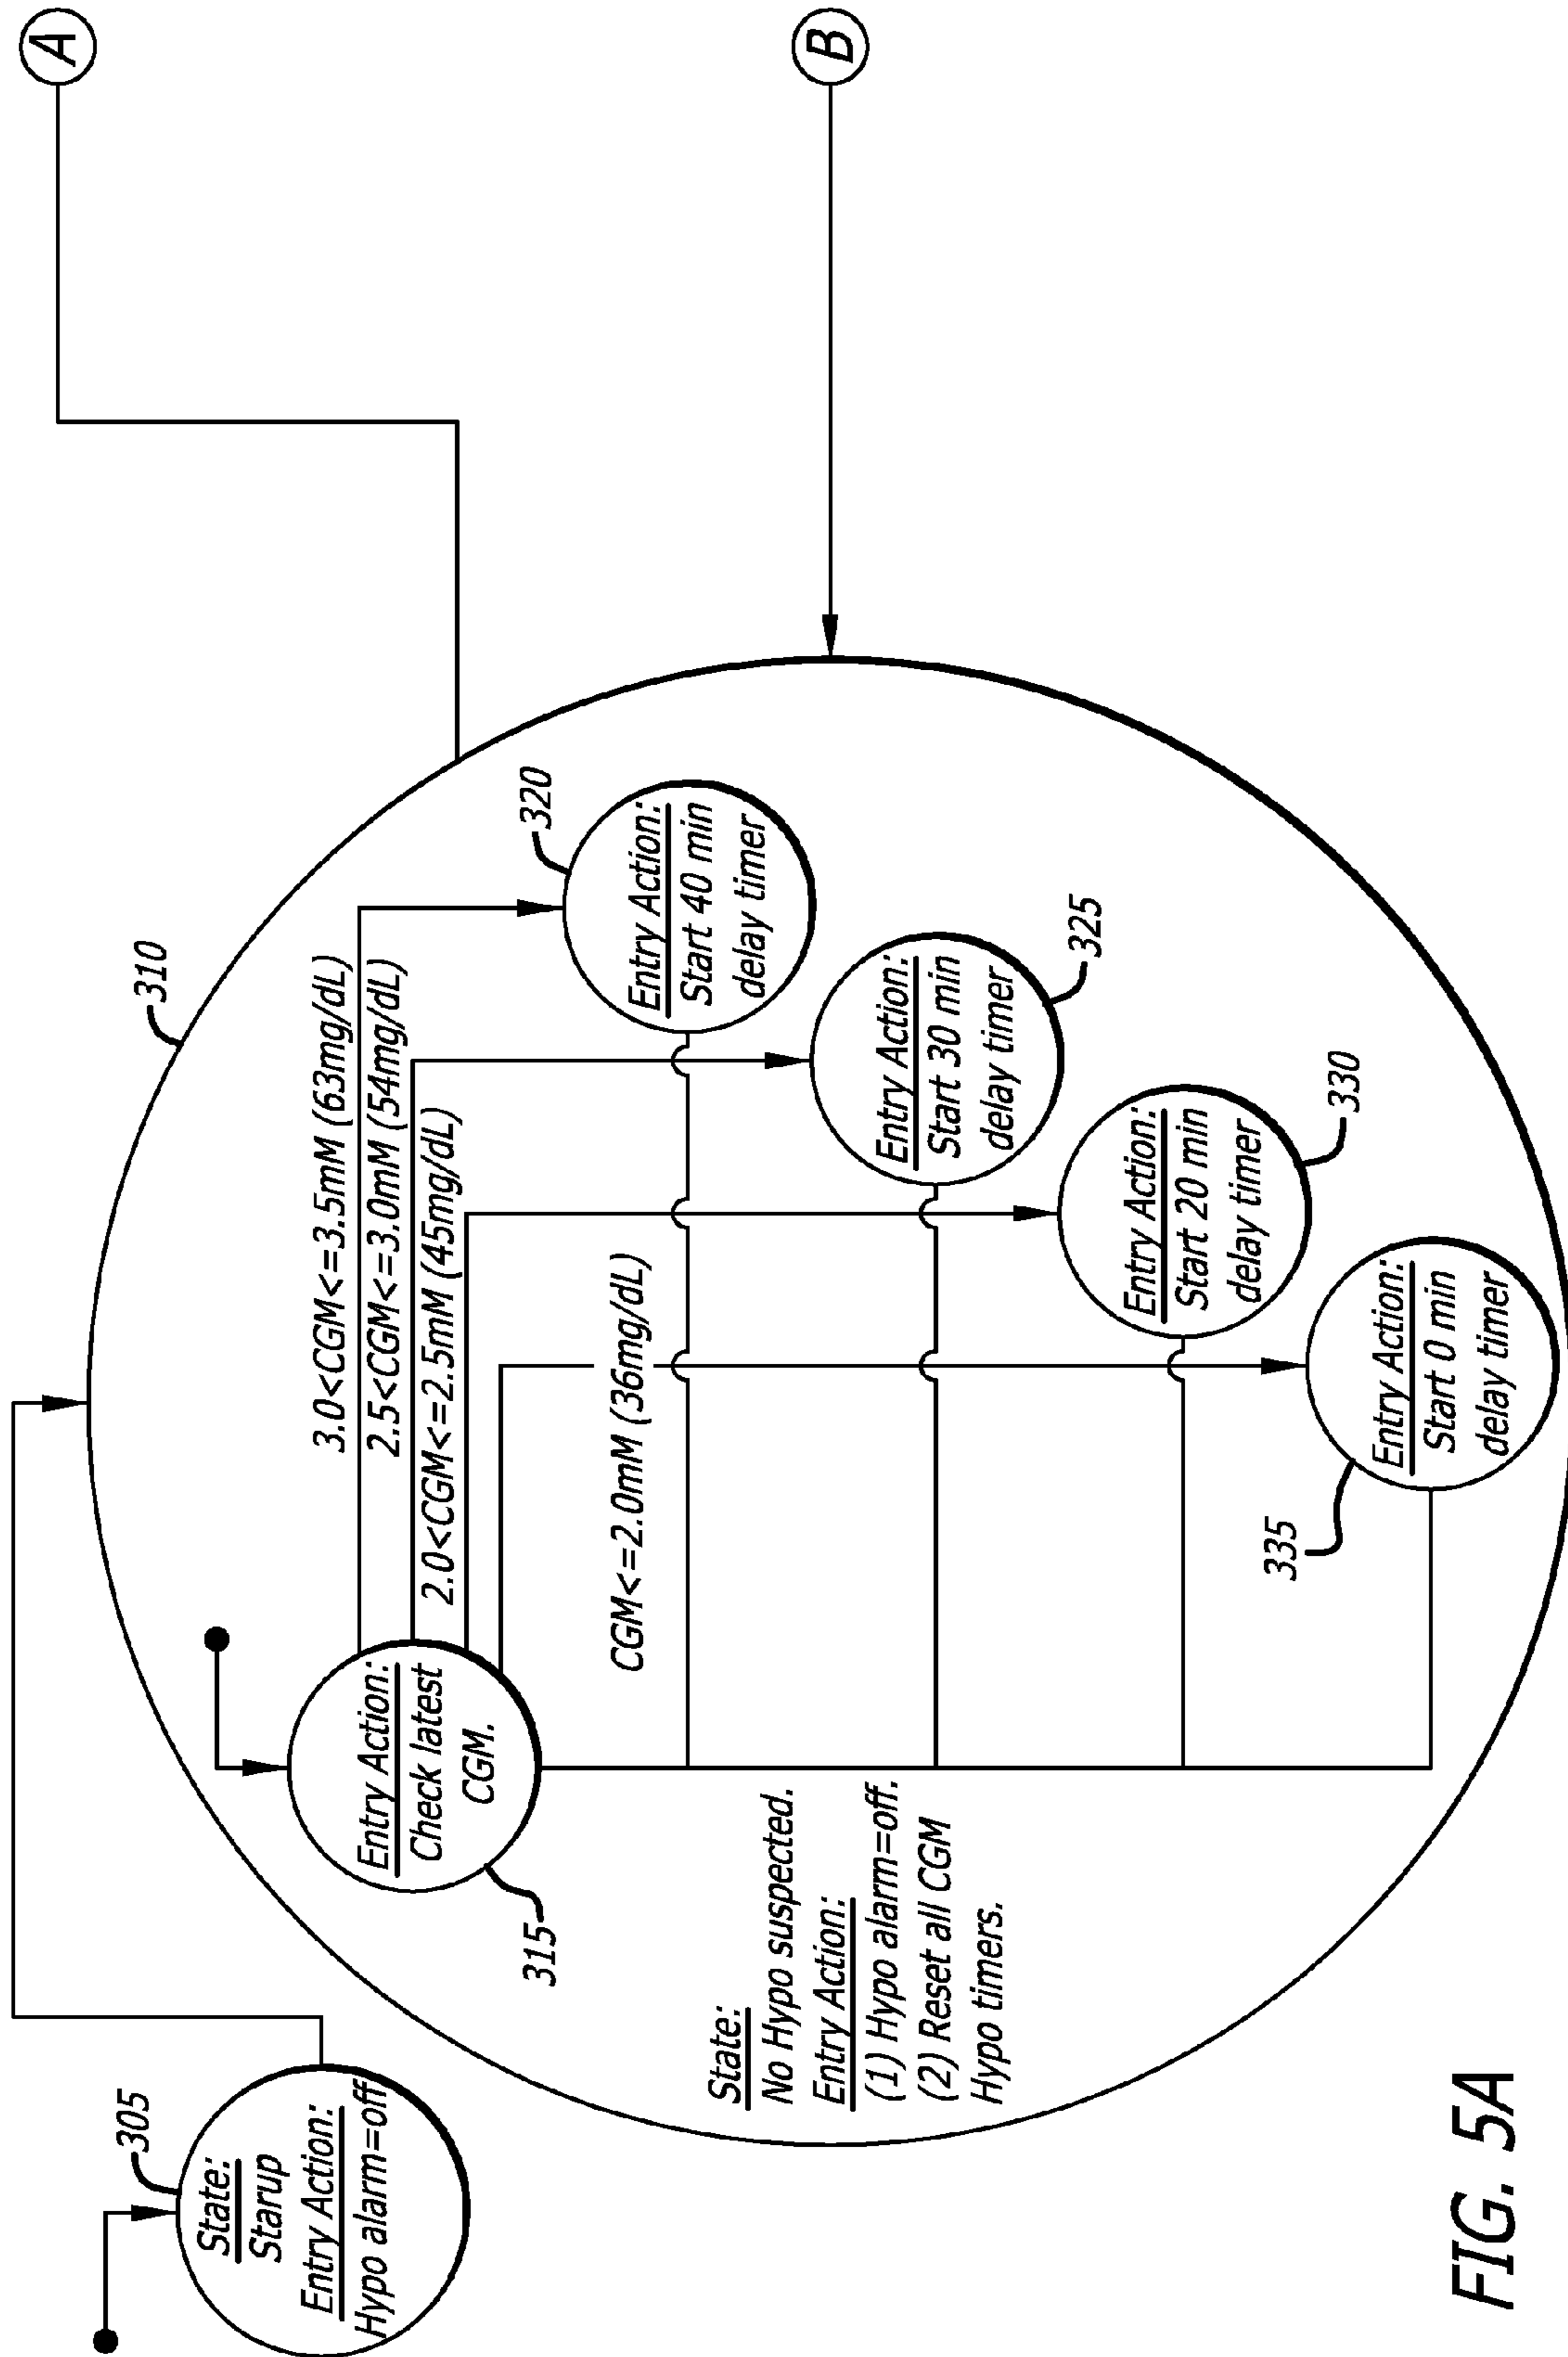 305
State:
Starup
Entry Action:
Hypo alarm=off
310
3.0<CGM<=3.5mM (63mg/dL)
2.5<CGM<=3.0mM (54mg/dL)
2.0<CGM<=2.5mM (45mg/dL)
CGM<=2.0mM (36mg/dL)
Entry Action:
Check latest
CGM.
315
320
Entry Action:
Start 40 min
delay timer
Entry Action:
Start 30 min
delay timer
325
Entry Action:
Start 20 min
delay timer
330
335
Entry Action:
Start 0 min
delay timer
State:
No Hypo suspected.
Entry Action:
(1) Hypo alarm=off.
(2) Reset all CGM
Hypo timers.
A
B
FIG. 5A